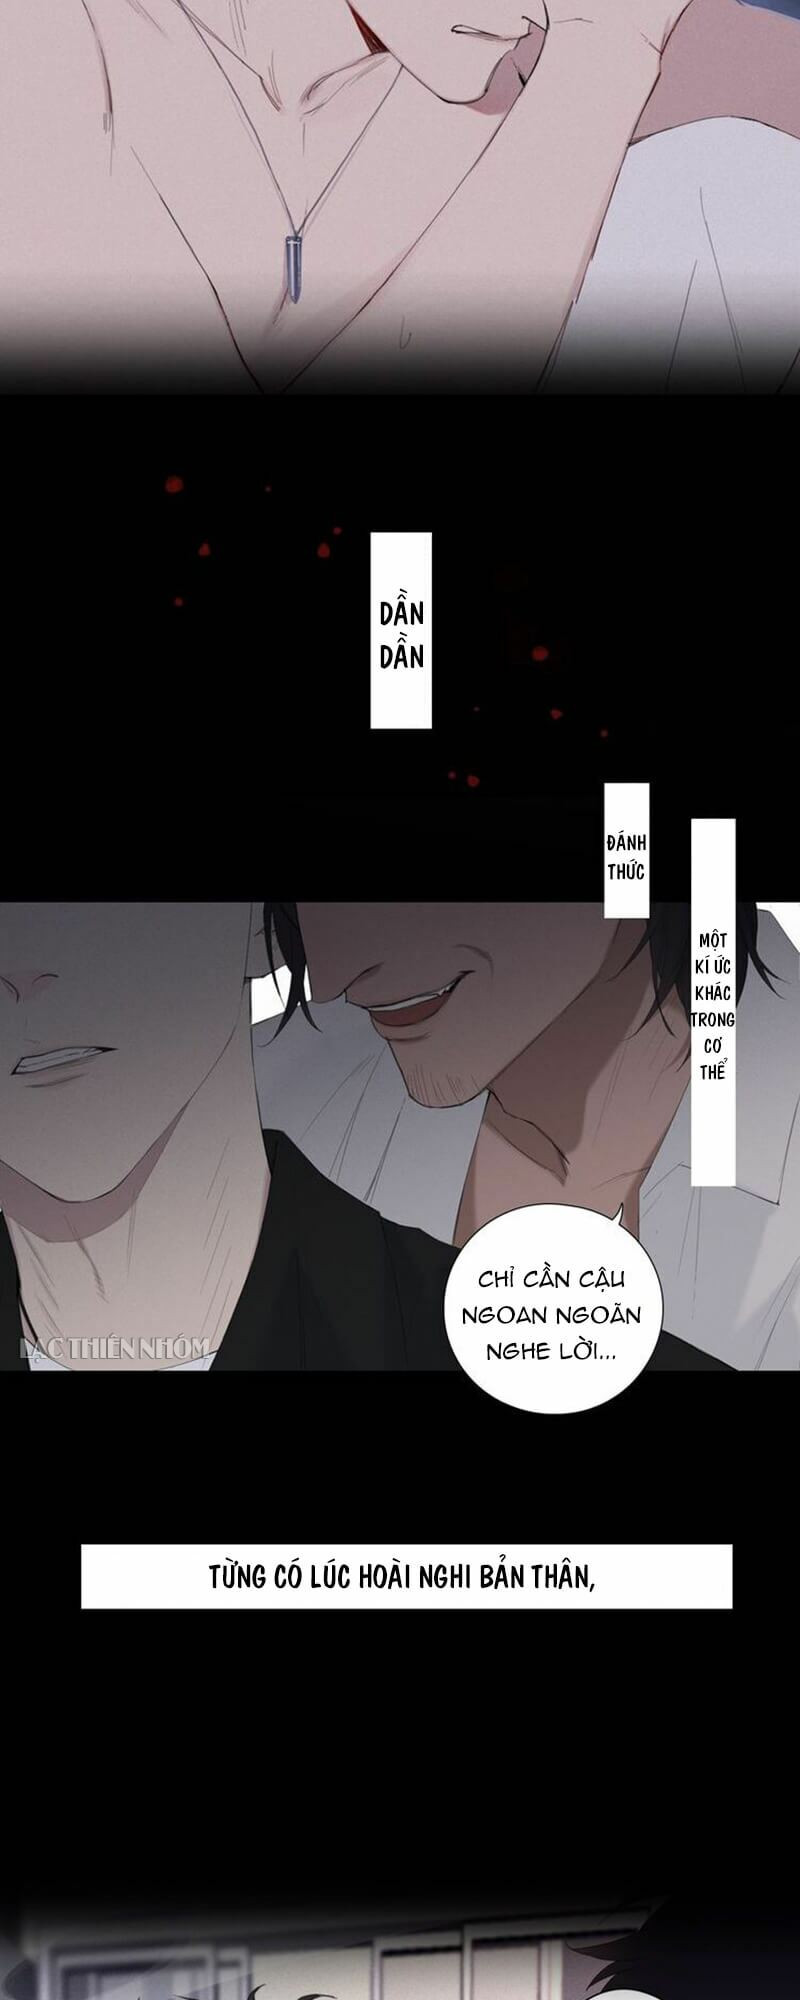 DẦN
DẦN
ĐÁNH
THỨC
MỘT
KÍ ỨC
KHÁC
TRONG
CƠ
THỂ
CHỈ CẦN CẬU
NGOAN NGOÃN
NGHE LỜI...
LẠC THIÊN NHÓM
TỪNG CÓ LÚC HOÀI NGHI BẢN THÂN,